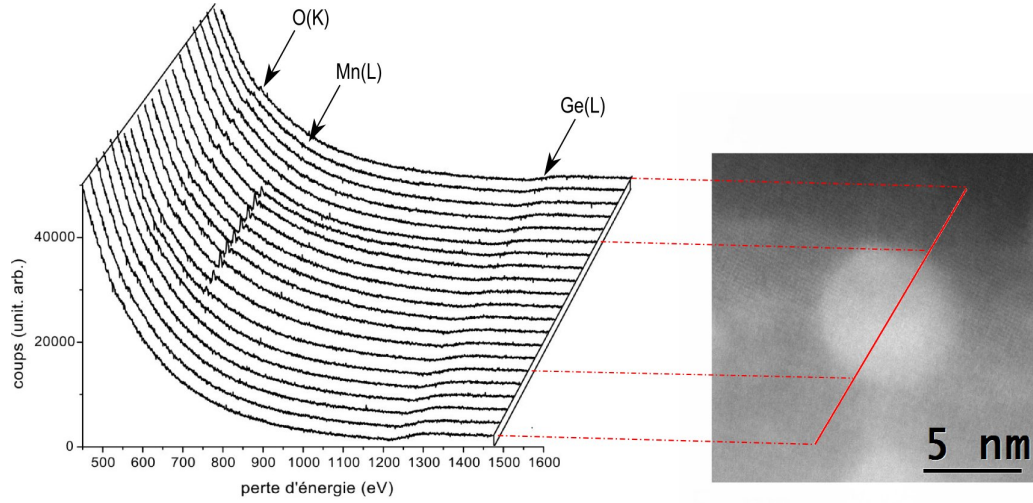 O(K)
Mn(L)
Ge(L)
coups (unit. arb.)
40000
20000
0
450 600 700 800 900 1000 1100 1200 1300 1400 1500 1600
perte d'énergie (eV)
5 nm